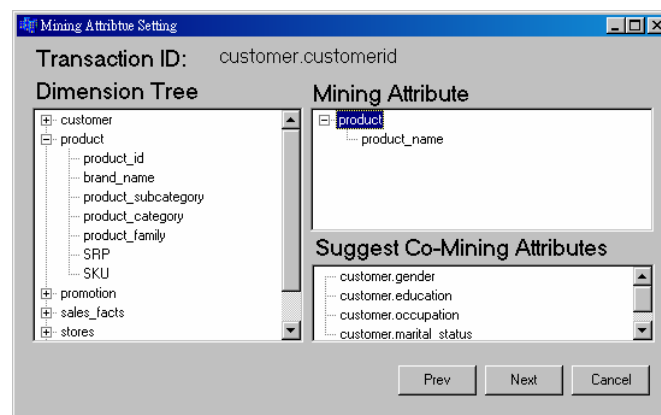 Mining Attribtue Setting
Transaction ID: customer.customerid
Dimension Tree
customer
product
product_id
brand_name
product_subcategory
product_category
product_family
SRP
SKU
promotion
sales_facts
stores
Mining Attribute
product
product_name
Suggest Co-Mining Attributes
customer.gender
customer.education
customer.occupation
customer.marital_status
Prev Next Cancel